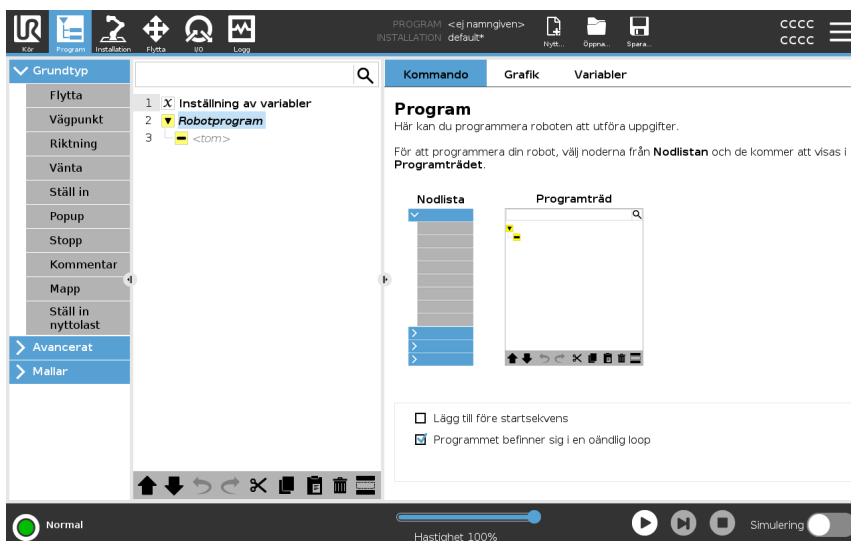 PROGRAM <ej namngiven>
INSTALLATION default*
CCCC
CCCC
Kör
Program
Installation
Flytta
I/O
Logg
Nytt...
Öppna...
Spara...
Grundtyp
Flytta
Vägpunkt
Riktning
Vänta
Ställ in
Popup
Stopp
Kommentar
Mapp
Ställ in
nyttolast
Avancerat
Mallar
1 X Inställning av variabler
2 Robotprogram
3 <tom>
Kommando Grafik Variabler
Program
Här kan du programmera roboten att utföra uppgifter.
För att programmera din robot, välj noderna från Nodlistan och de kommer att visas i
Programträdet.
Nodlista
Programträd
Lägg till före startsekvens
Programmet befinner sig i en oändlig loop
Normal
Hastighet 100%
Simulering